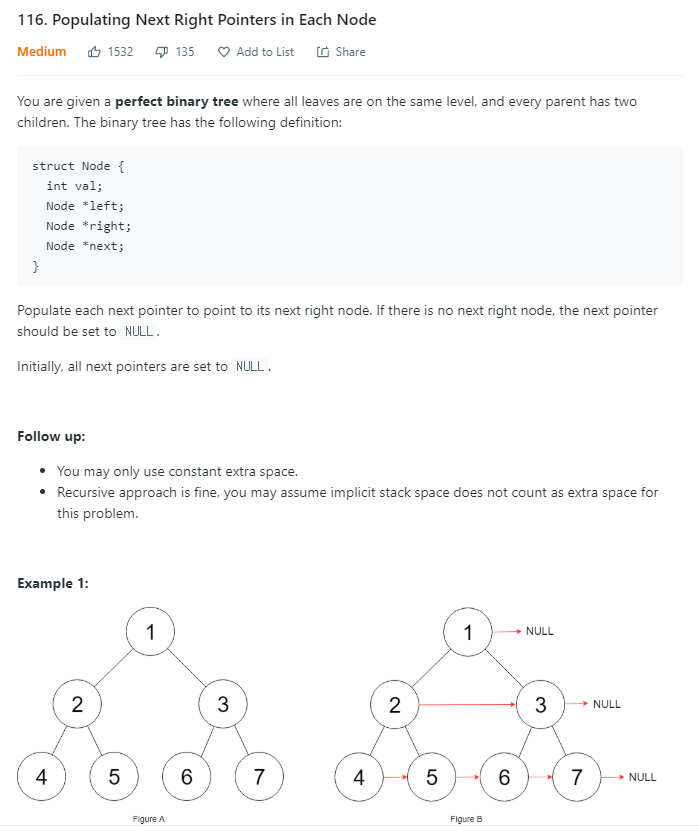 116. Populating Next Right Pointers in Each Node
Medium 1532 135 Add to List Share
You are given a perfect binary tree where all leaves are on the same level, and every parent has two
children. The binary tree has the following definition:
struct Node {
  int val;
  Node *left;
  Node *right;
  Node *next;
}
Populate each next pointer to point to its next right node. If there is no next right node, the next pointer
should be set to NULL.
Initially, all next pointers are set to NULL.
Follow up:
• You may only use constant extra space.
• Recursive approach is fine, you may assume implicit stack space does not count as extra space for
this problem.
Example 1:
1 1 NULL
2 3 2 3 NULL
4 5 6 7 4 5 6 7 NULL
Figure A Figure B